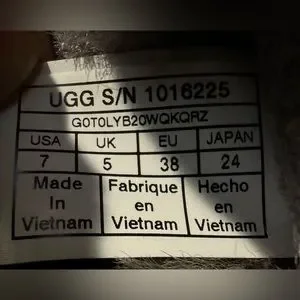 UGG S/N 1016225
GOTOLYB20WQKQRZ
USA UK EU JAPAN
7 5 38 24
Made Fabrique Hecho
In en en
Vietnam Vietnam Vietnam